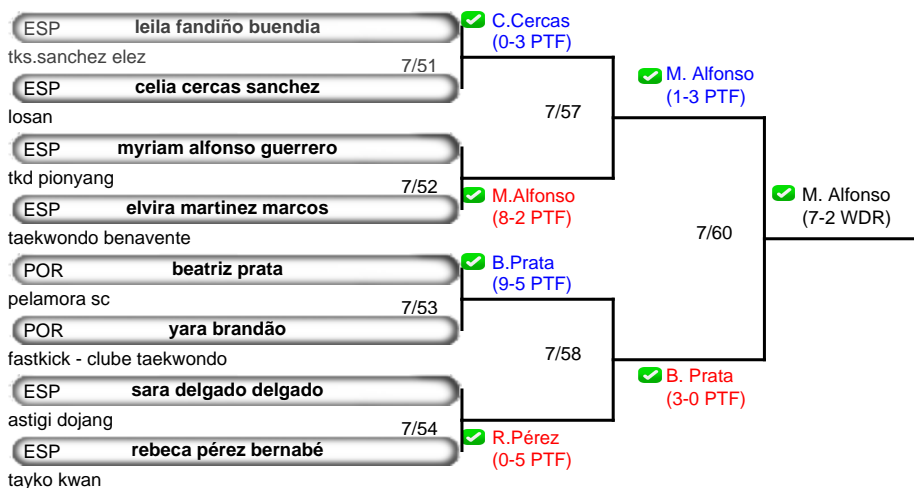 ESP leila fandiño buendia
tks.sanchez elez
7/51
ESP celia cercas sanchez
losan
C.Cercas
(0-3 PTF)
7/57
ESP myriam alfonso guerrero
tkd pionyang
7/52
ESP elvira martinez marcos
taekwondo benavente
M.Alfonso
(8-2 PTF)
M. Alfonso
(1-3 PTF)
7/60
M. Alfonso
(7-2 WDR)
POR beatriz prata
pelamora sc
7/53
POR yara brandão
fastkick - clube taekwondo
B.Prata
(9-5 PTF)
7/58
ESP sara delgado delgado
astigi dojang
7/54
ESP rebeca pérez bernabé
tayko kwan
R.Pérez
(0-5 PTF)
B. Prata
(3-0 PTF)